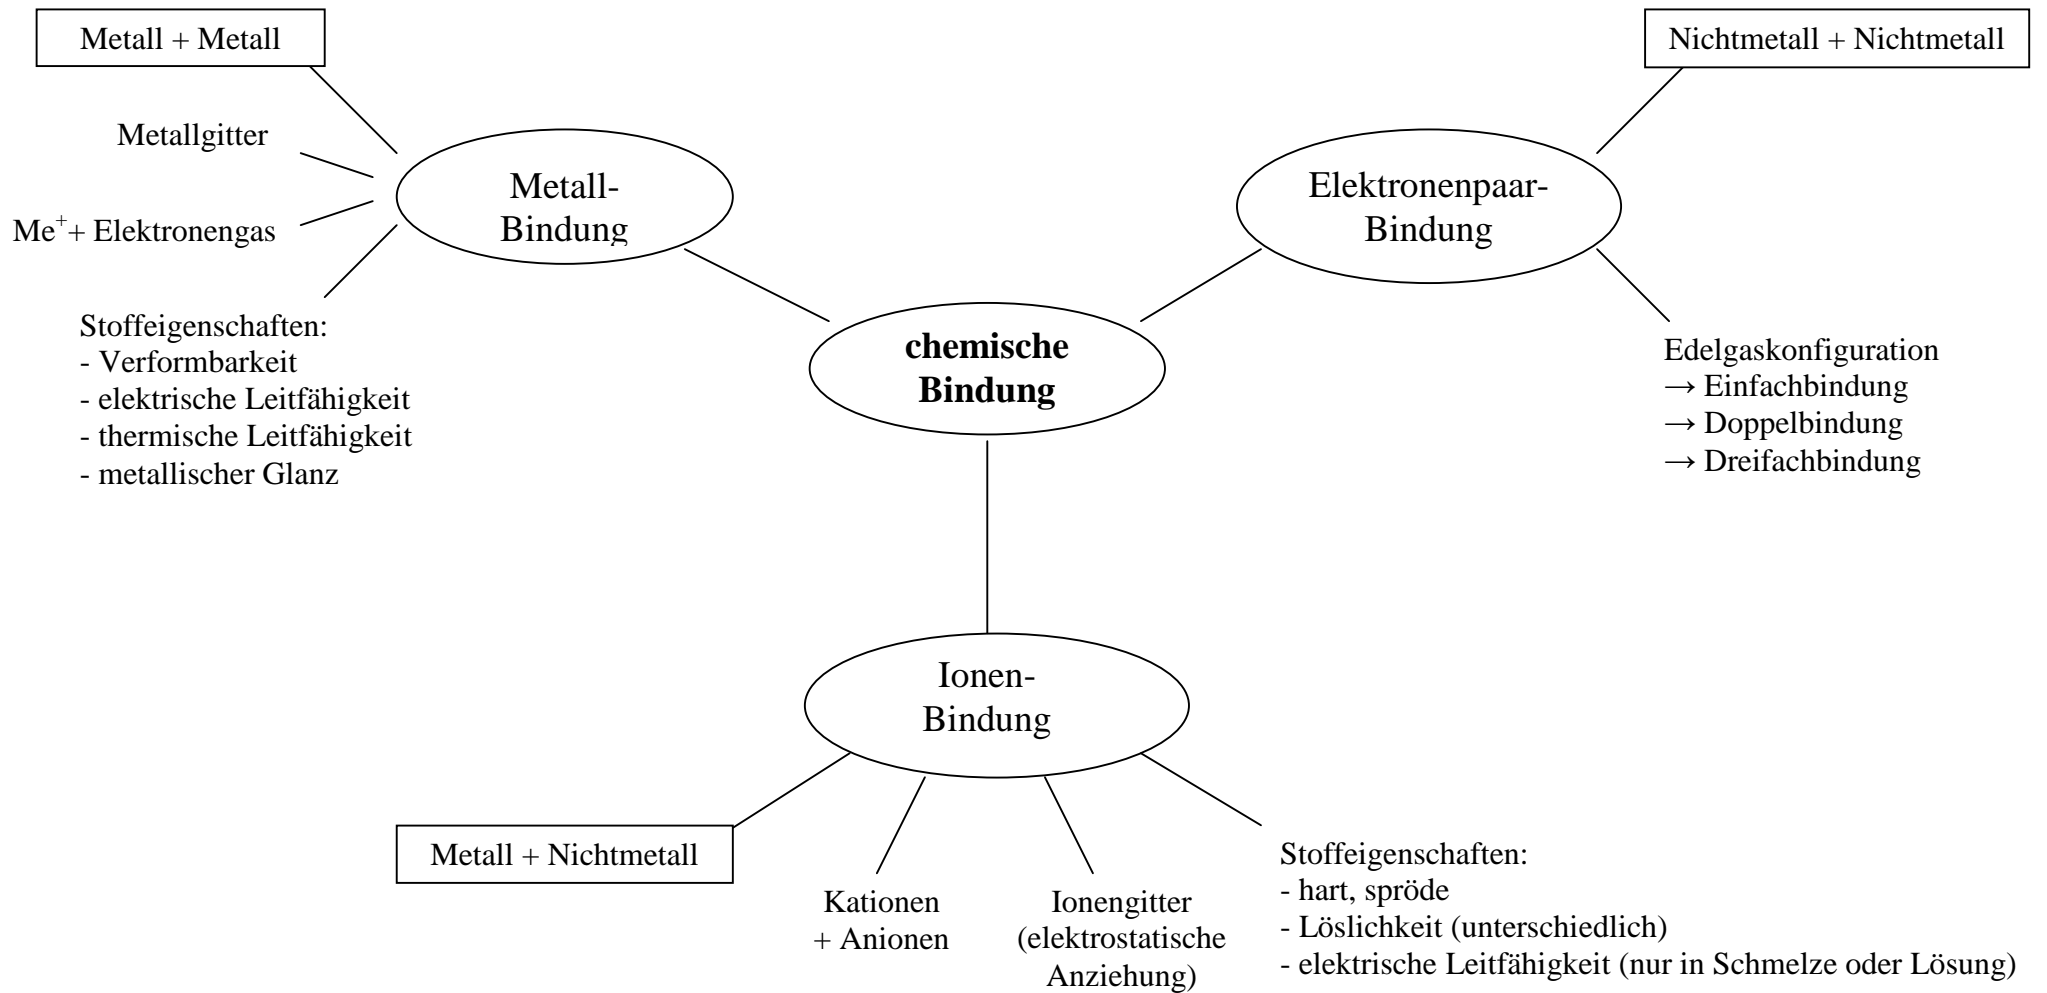 Metall + Metall
Metallgitter
Me⁺+ Elektronengas
Stoffeigenschaften:
- Verformbarkeit
- elektrische Leitfähigkeit
- thermische Leitfähigkeit
- metallischer Glanz
Metall-
Bindung
Nichtmetall + Nichtmetall
Elektronenpaar-
Bindung
Edelgaskonfiguration
→ Einfachbindung
→ Doppelbindung
→ Dreifachbindung
chemische
Bindung
Ionen-
Bindung
Metall + Nichtmetall
Kationen
+ Anionen
Ionengitter
(elektrostatische
Anziehung)
Stoffeigenschaften:
- hart, spröde
- Löslichkeit (unterschiedlich)
- elektrische Leitfähigkeit (nur in Schmelze oder Lösung)